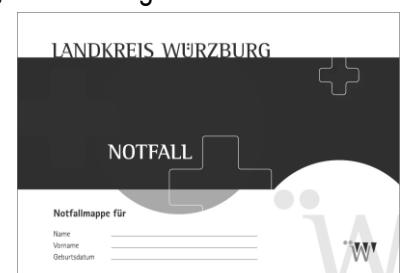 LANDKREIS WÜRZBURG
NOTFALL
Notfallmappe für
Name
Vorname
Geburtsdatum